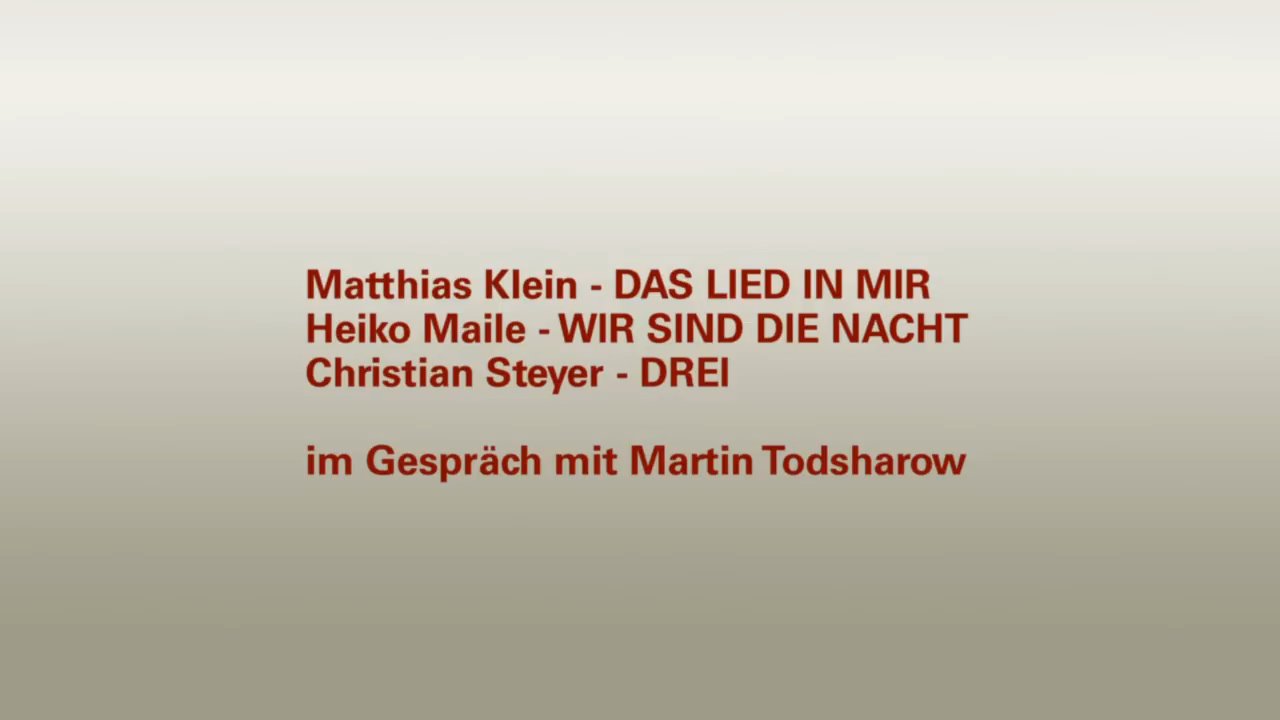 Matthias Klein - DAS LIED IN MIR
Heiko Maile - WIR SIND DIE NACHT
Christian Steyer - DREI
im Gespräch mit Martin Todsharow